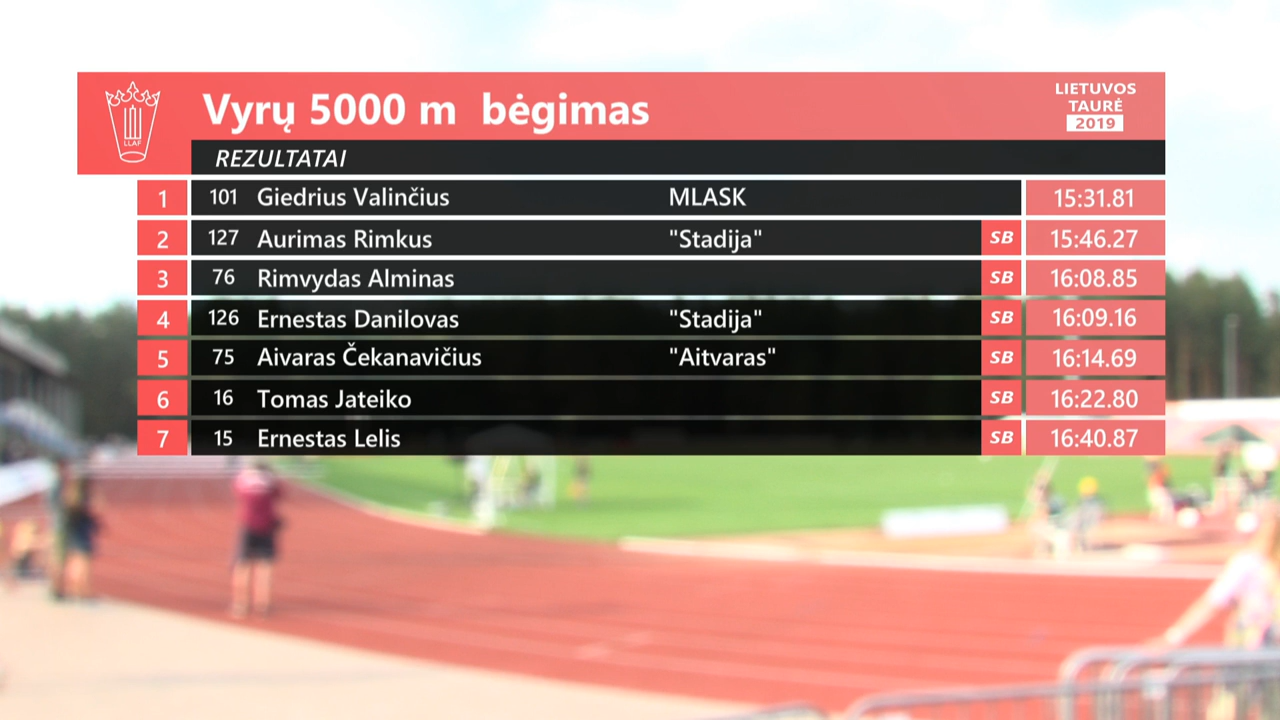 LLAF
Vyrų 5000 m bėgimas
LIETUVOS
TAURĖ
2019
REZULTATAI
1 101 Giedrius Valinčius MLASK 15:31.81
2 127 Aurimas Rimkus "Stadija" SB 15:46.27
3 76 Rimvydas Alminas SB 16:08.85
4 126 Ernestas Danilovas "Stadija" SB 16:09.16
5 75 Aivaras Čekanavičius "Aitvaras" SB 16:14.69
6 16 Tomas Jateiko SB 16:22.80
7 15 Ernestas Lelis SB 16:40.87